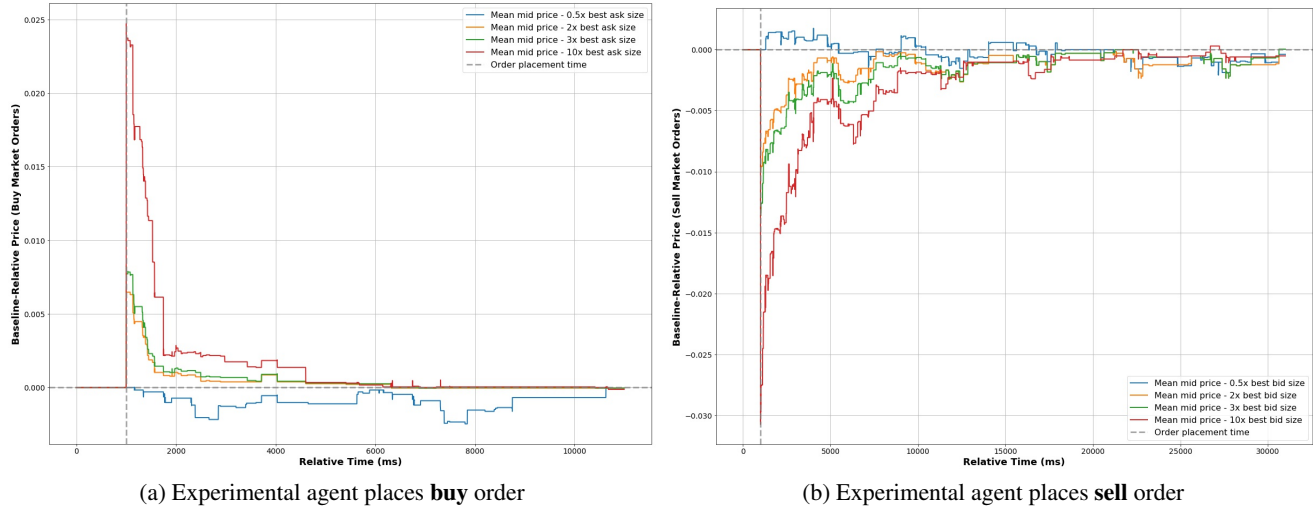 Baseline-Relative Price (Buy Market Orders)
0.025
0.020
0.015
0.010
0.005
0.000
Mean mid price - 0.5x best ask size
Mean mid price - 2x best ask size
Mean mid price - 3x best ask size
Mean mid price - 10x best ask size
Order placement time
0
2000
4000
6000
8000
10000
Relative Time (ms)
(a) Experimental agent places buy order
Baseline-Relative Price (Sell Market Orders)
0.000
−0.005
−0.010
−0.015
−0.020
−0.025
−0.030
Mean mid price - 0.5x best bid size
Mean mid price - 2x best bid size
Mean mid price - 3x best bid size
Mean mid price - 10x best bid size
Order placement time
0
5000
10000
15000
20000
25000
30000
Relative Time (ms)
(b) Experimental agent places sell order